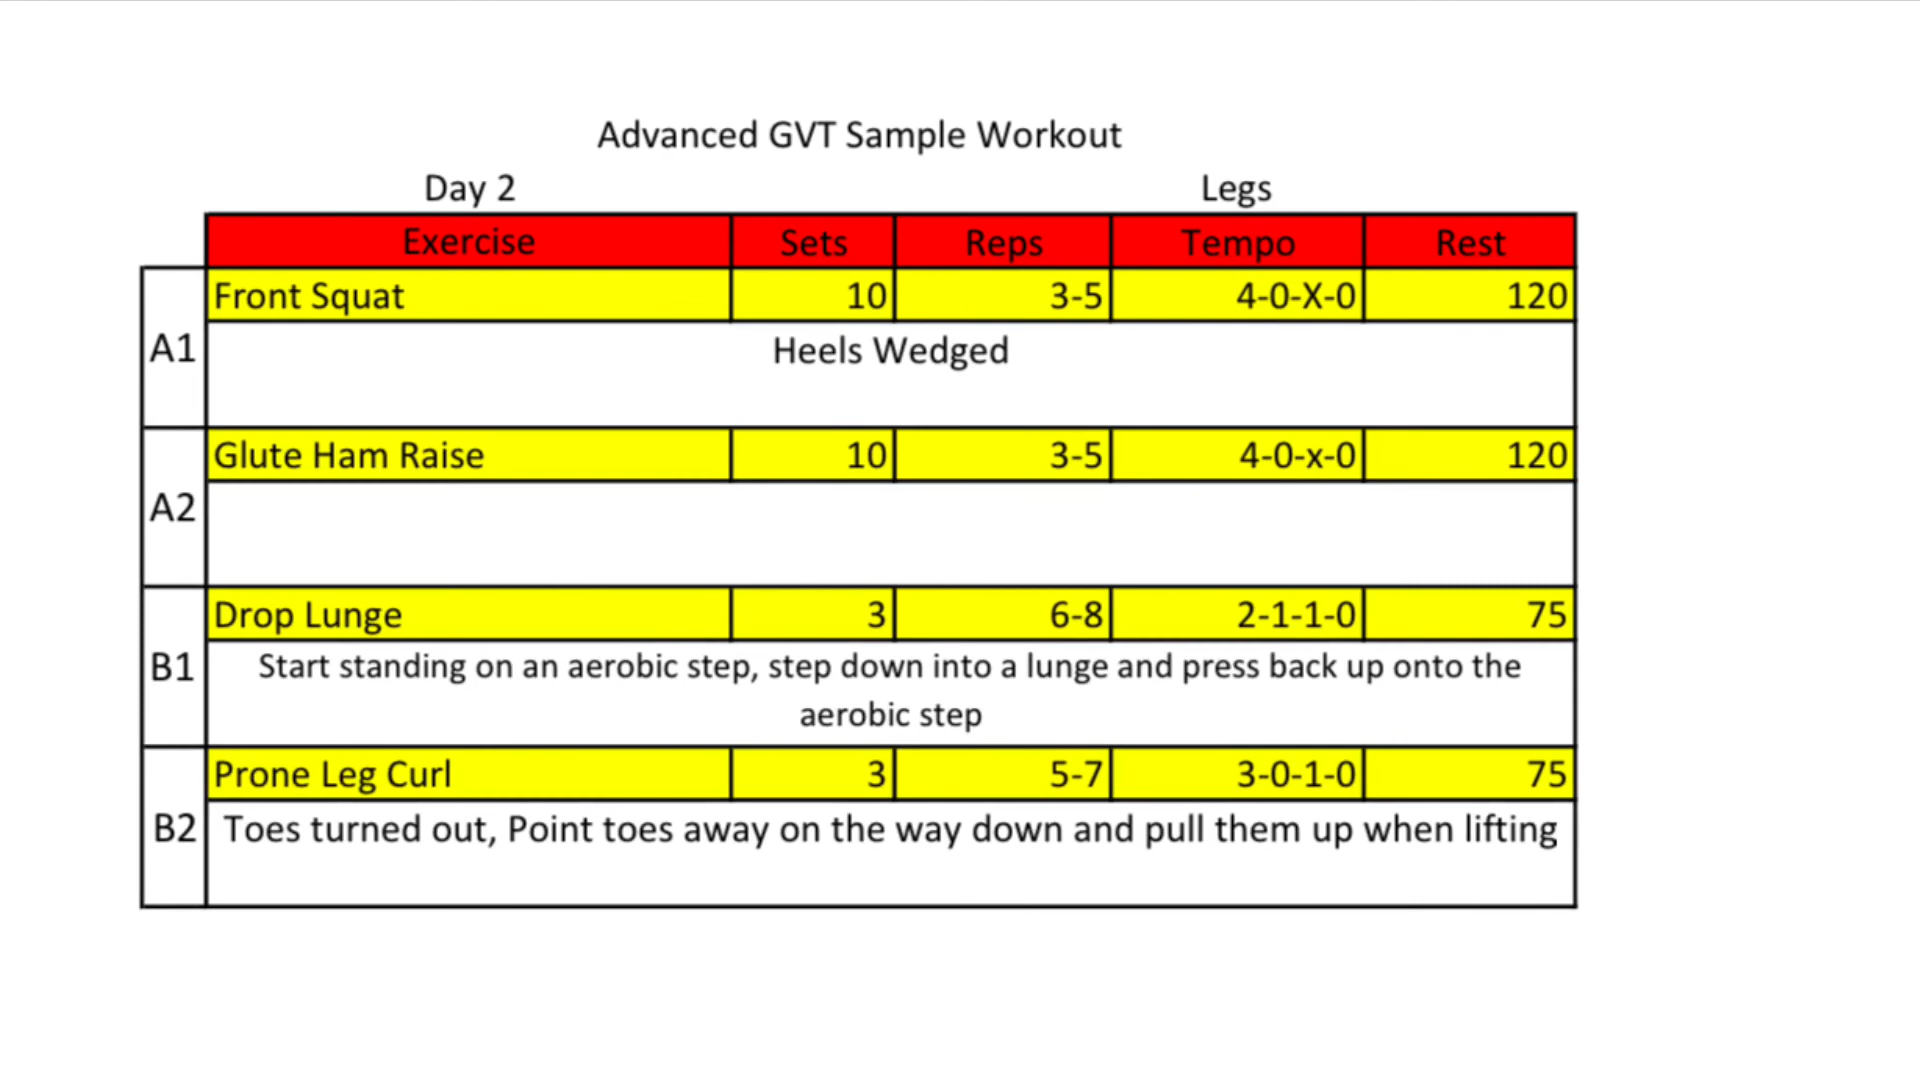 Advanced GVT Sample Workout
Day 2 Legs
Exercise Sets Reps Tempo Rest
Front Squat 10 3-5 4-0-X-0 120
A1
Heels Wedged
Glute Ham Raise 10 3-5 4-0-x-0 120
A2
Drop Lunge 3 6-8 2-1-1-0 75
B1
Start standing on an aerobic step, step down into a lunge and press back up onto the
aerobic step
Prone Leg Curl 3 5-7 3-0-1-0 75
B2
Toes turned out, Point toes away on the way down and pull them up when lifting